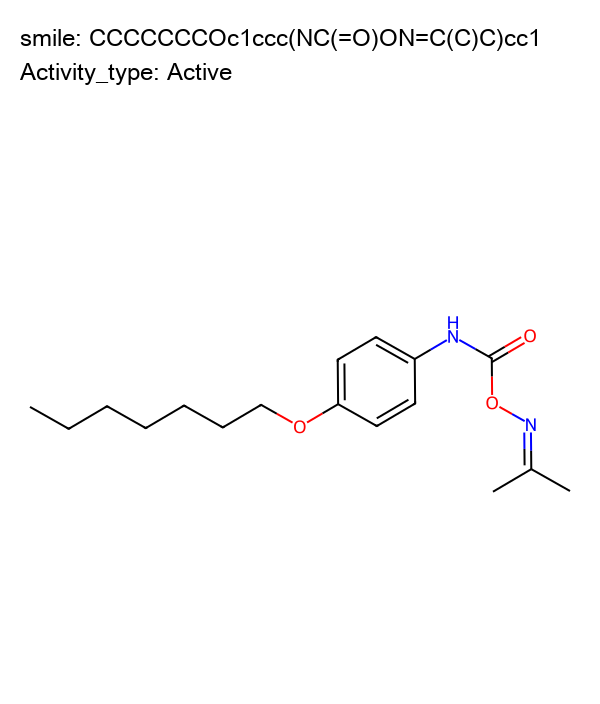 smile: CCCCCCCOc1ccc(NC(=O)ON=C(C)C)cc1
Activity_type: Active
H
N O
O
O N